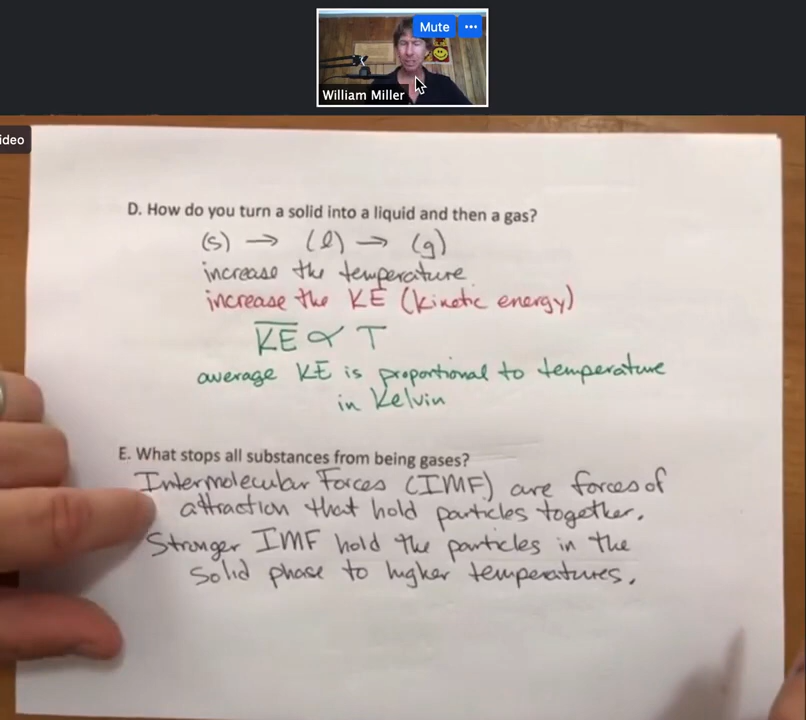 Mute
William Miller
ideo
D. How do you turn a solid into a liquid and then a gas?
(s) → (l) → (g)
increase the temperature
increase the KE (kinetic energy)
K̅E̅ ∝ T
average KE is proportional to temperature
in Kelvin
E. What stops all substances from being gases?
Intermolecular Forces (IMF) are forces of
attraction that hold particles together.
Stronger IMF hold the particles in the
solid phase to higher temperatures.